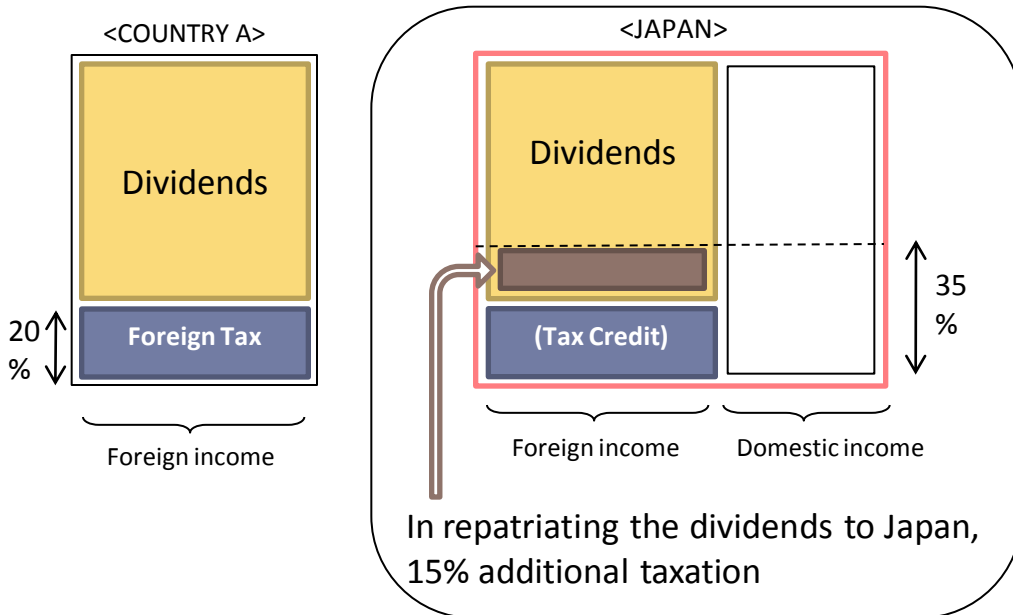 <COUNTRY A>
Dividends
20
%
Foreign Tax
Foreign income
<JAPAN>
Dividends
35
%
(Tax Credit)
Foreign income
Domestic income
In repatriating the dividends to Japan,
15% additional taxation